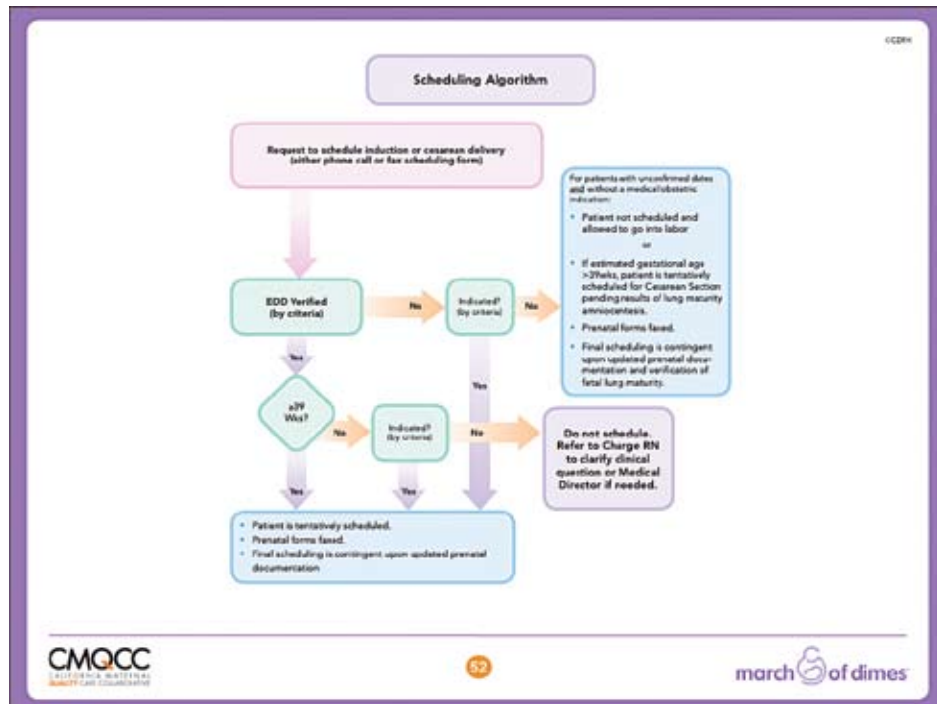 Scheduling Algorithm
Request to schedule induction or cesarean delivery
(either phone call or fax scheduling form)
For patients with unconfirmed dates
and without a medical obstetric
indication:
• Patient not scheduled and
allowed to go into labor
or
• If estimated gestational age
>39wks, patient is tentatively
scheduled for Cesarean Section
pending results of lung maturity
amniocentesis.
• Prenatal forms faxed.
• Final scheduling is contingent
upon updated prenatal docu-
mentation and verification of
fetal lung maturity.
EDD Verified
(by criteria)
No
Indicated?
(by criteria)
No
Yes
Yes
≥39
Wks?
No
Indicated?
(by criteria)
No
Do not schedule.
Refer to Charge RN
to clarify clinical
question or Medical
Director if needed.
Yes
Yes
• Patient is tentatively scheduled.
• Prenatal forms faxed.
• Final scheduling is contingent upon updated prenatal
documentation
CMQCC
CALIFORNIA MATERNAL
QUALITY CARE COLLABORATIVE
52
march of dimes